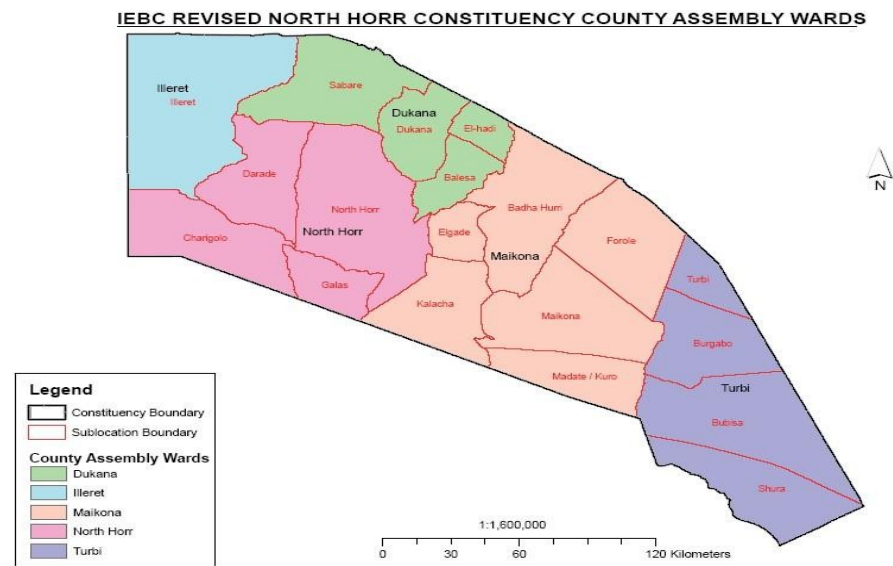 IEBC REVISED NORTH HORR CONSTITUENCY COUNTY ASSEMBLY WARDS
Illeret
Illeret
Sabare
Dukana
Dukana
El-hadi
Balesa
Darade
North Horr
North Horr
Charigolo
Galas
Badha Hurri
Elgade
Maikona
Forole
Kalacha
Maikona
Madate / Kuro
Turbi
Burgabo
Turbi
Bubisa
Shura
N
Legend
Constituency Boundary
Sublocation Boundary
County Assembly Wards
Dukana
Illeret
Maikona
North Horr
Turbi
1:1,600,000
0 30 60 120 Kilometers